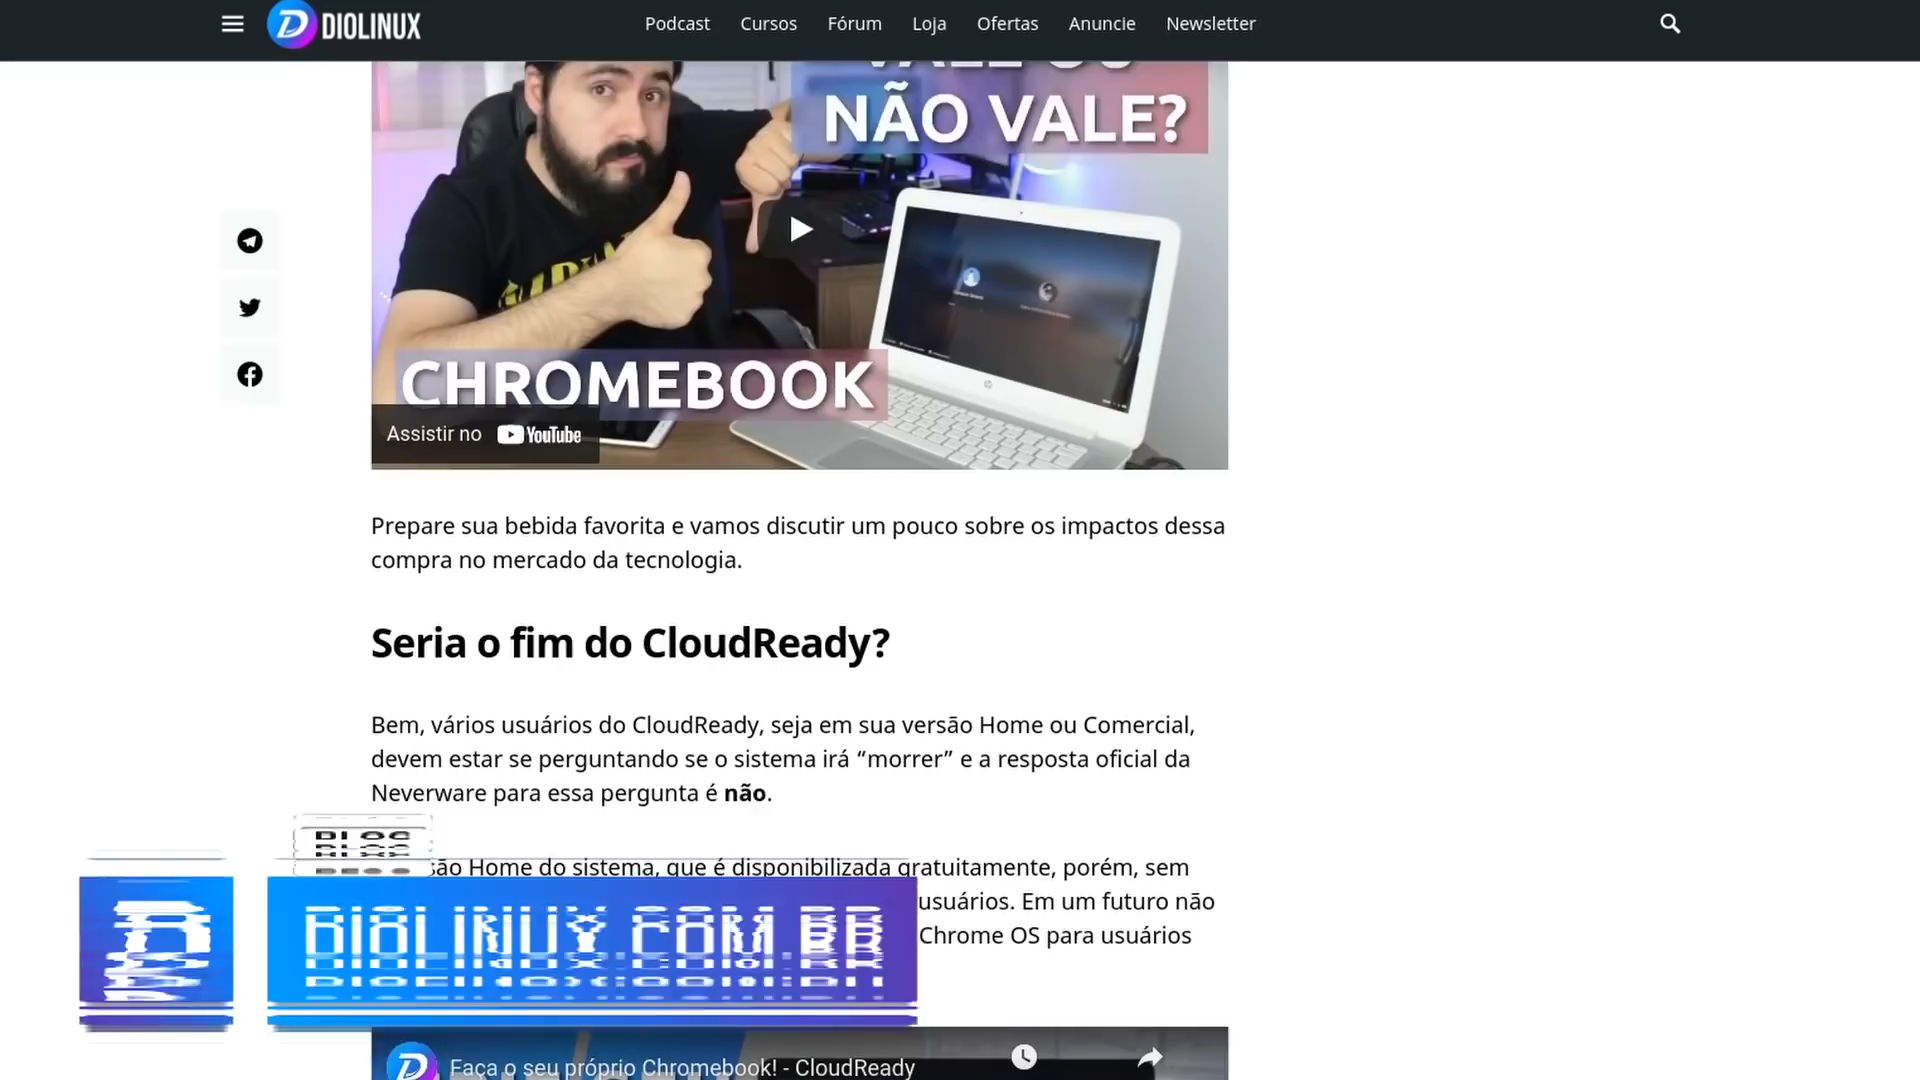 DIOLINUX
Podcast
Cursos
Fórum
Loja
Ofertas
Anuncie
Newsletter
NÃO VALE?
CHROMEBOOK
Assistir no YouTube
Prepare sua bebida favorita e vamos discutir um pouco sobre os impactos dessa
compra no mercado da tecnologia.
Seria o fim do CloudReady?
Bem, vários usuários do CloudReady, seja em sua versão Home ou Comercial,
devem estar se perguntando se o sistema irá “morrer” e a resposta oficial da
Neverware para essa pergunta é não.
Home do sistema, que é disponibilizada gratuitamente, porém, sem
usuários. Em um futuro não
Chrome OS para usuários
BLOG
DIOLINUX.COM.BR
Faça o seu próprio Chromebook! - CloudReady